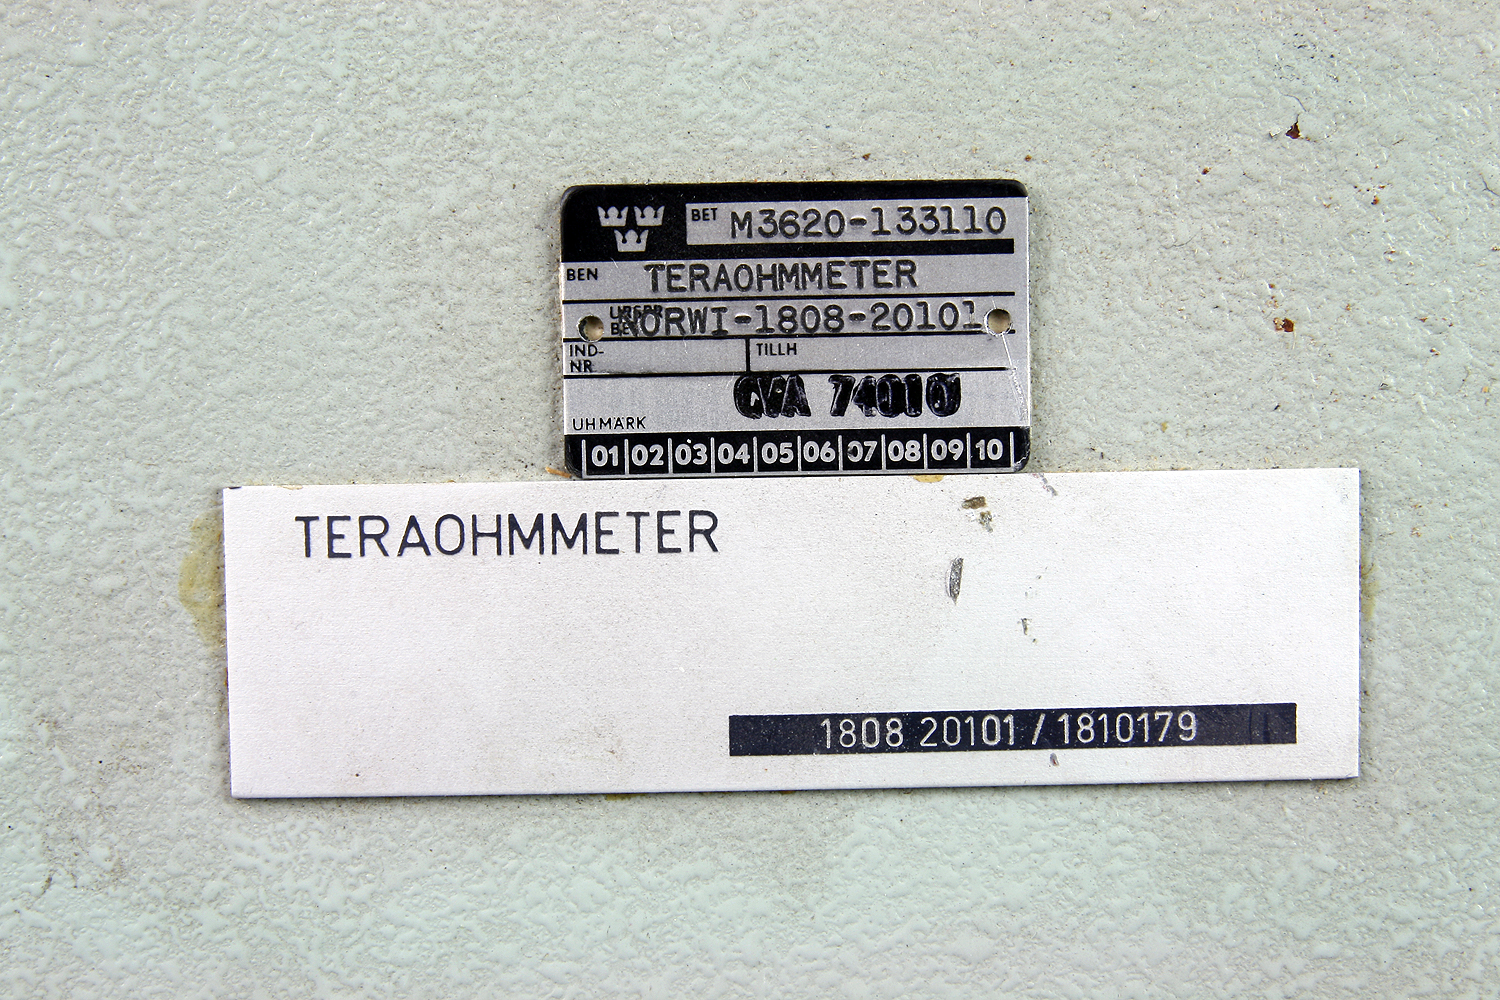 BET M3620-133110
BEN TERAOHMMETER
NORWI-1808-20101
IND-
NR
TILLH
CVA 74010
UHMÄRK
01 02 03 04 05 06 07 08 09 10
TERAOHMMETER
1808 20101 / 1810179